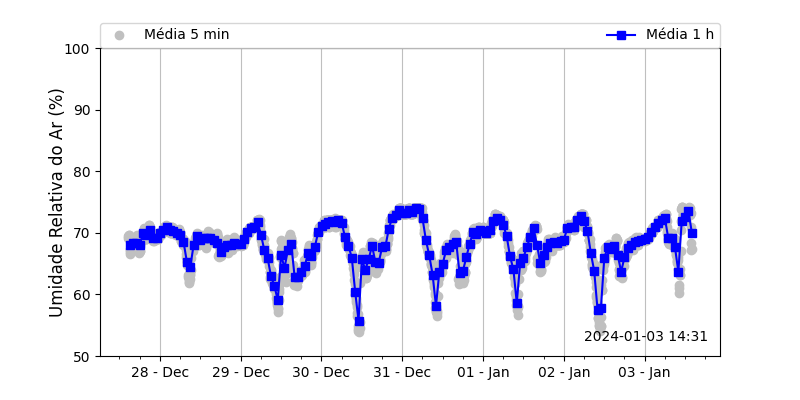 Média 5 min
Média 1 h
Umidade Relativa do Ar (%)
100
90
80
70
60
50
2024-01-03 14:31
28 - Dec
29 - Dec
30 - Dec
31 - Dec
01 - Jan
02 - Jan
03 - Jan